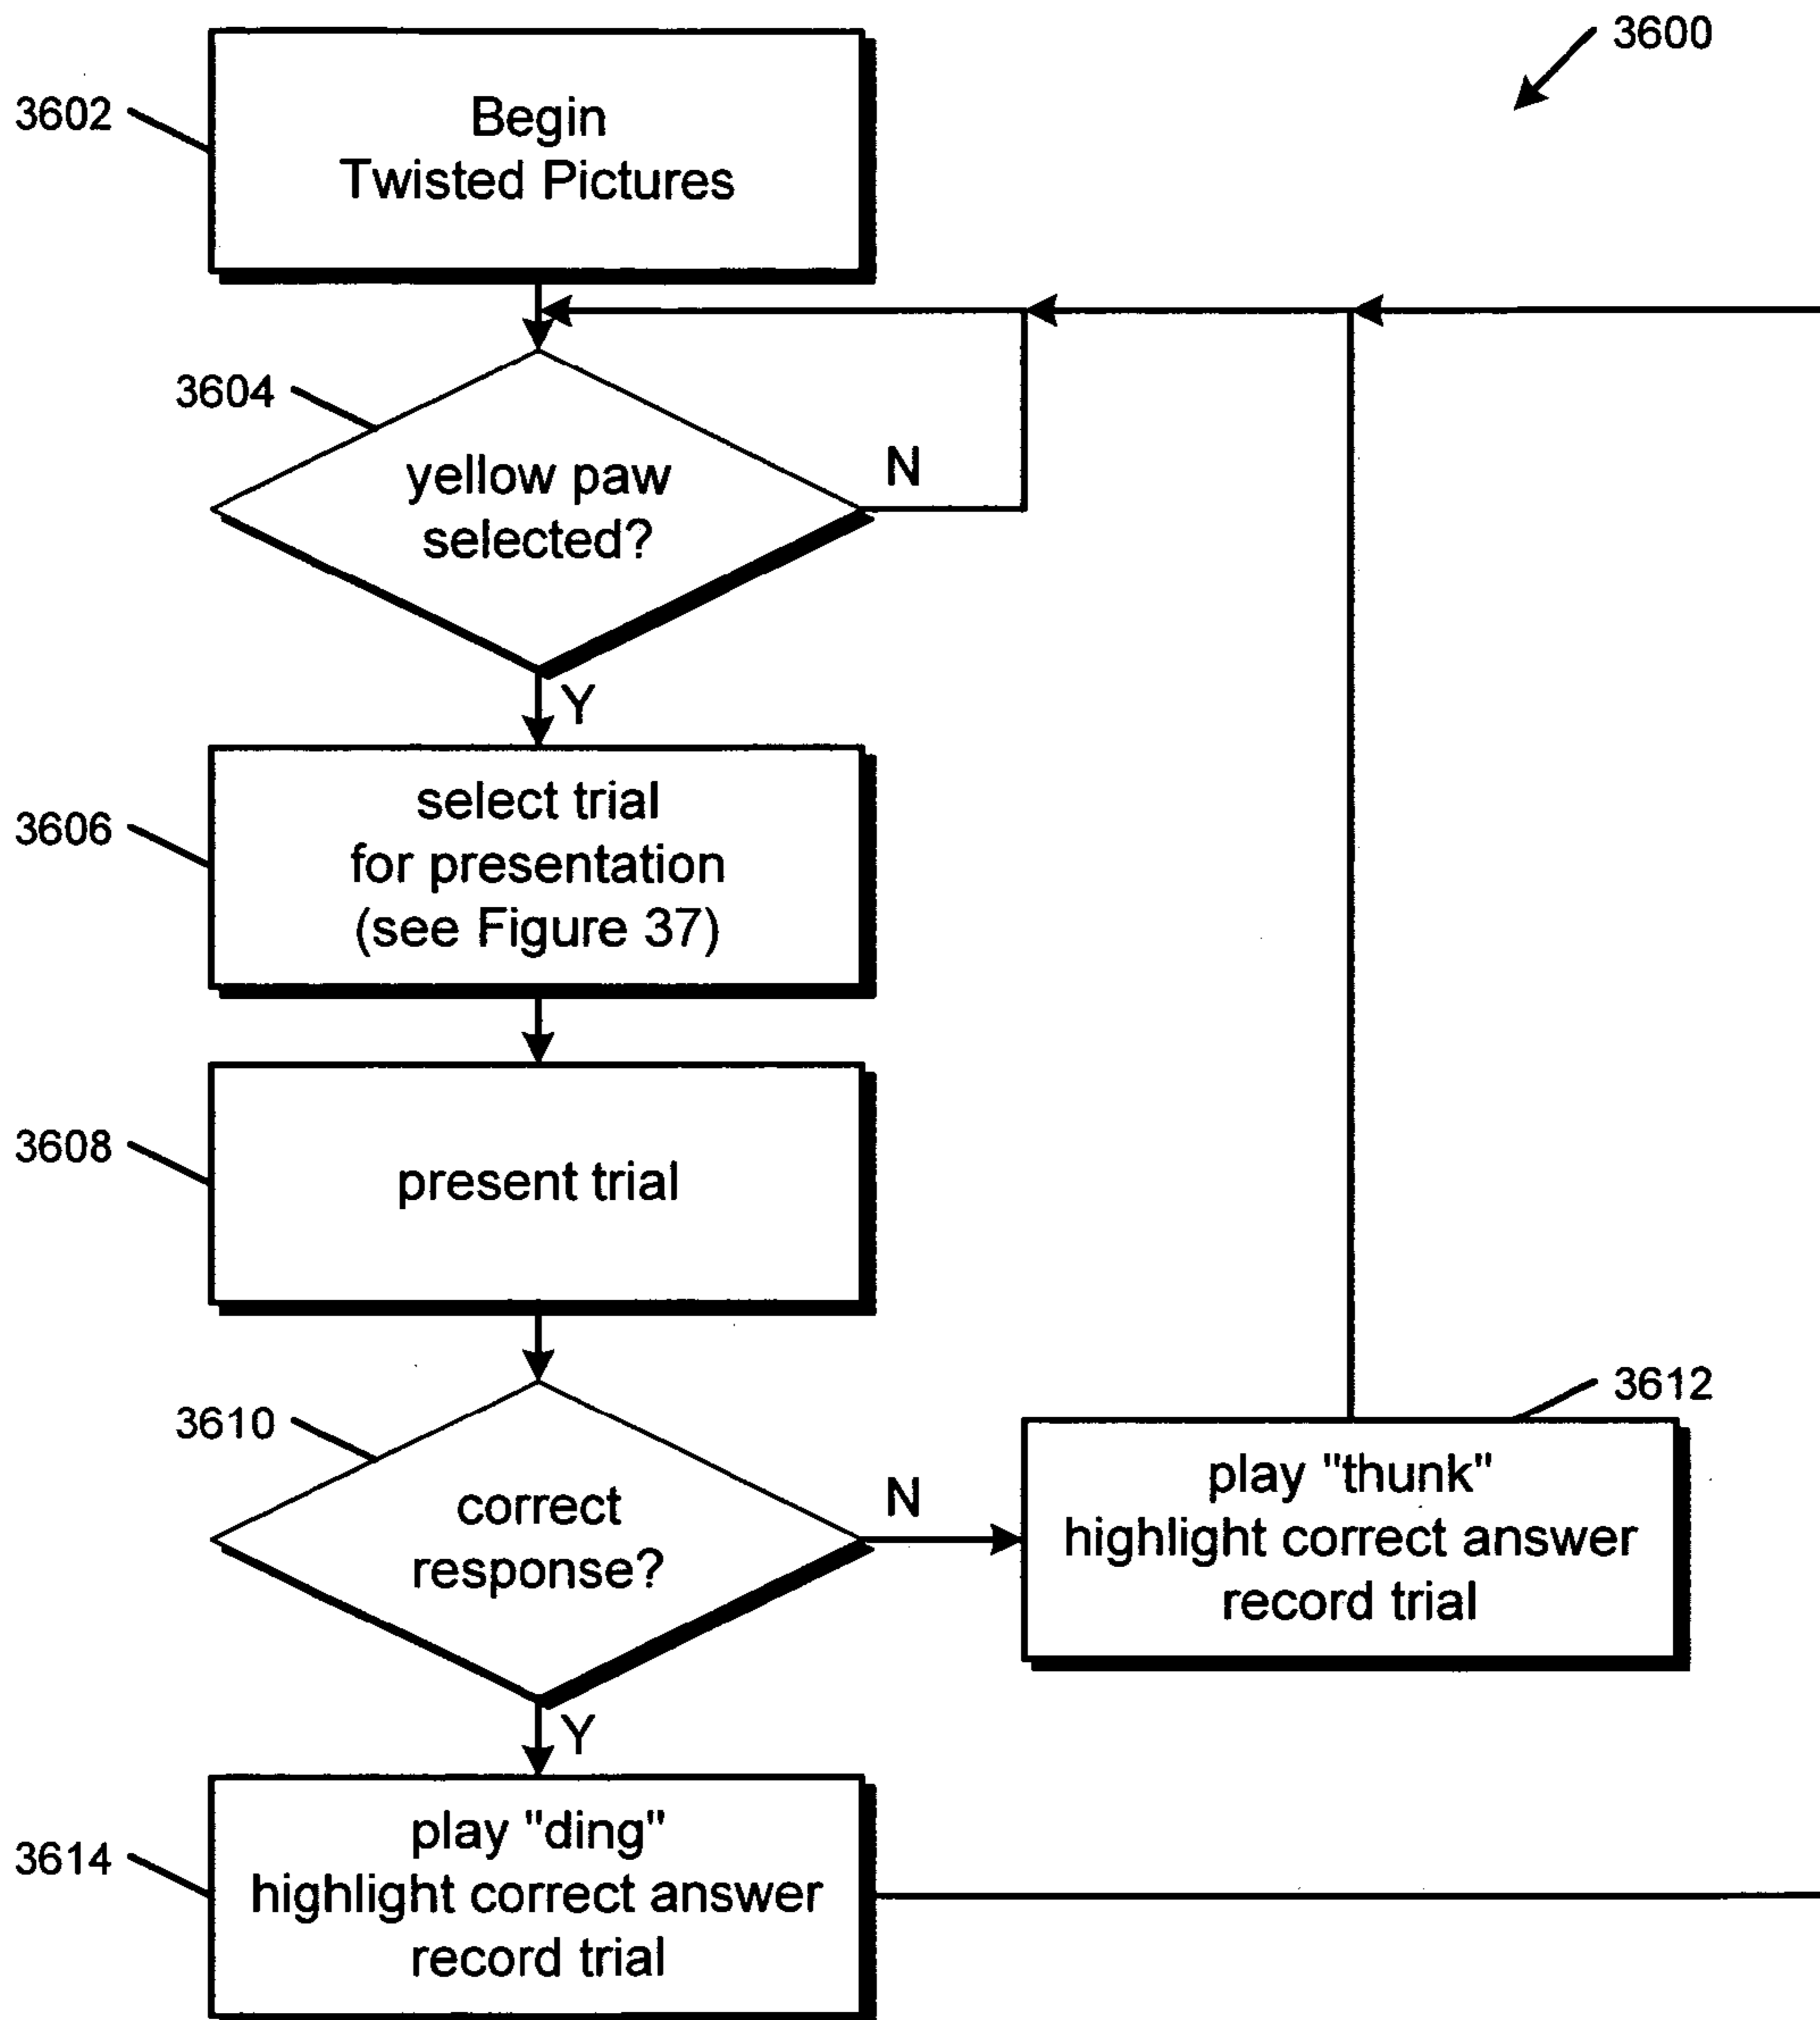 3600
3602
Begin
Twisted Pictures
3604
yellow paw
selected?
N
Y
3606
select trial
for presentation
(see Figure 37)
3608
present trial
3610
correct
response?
N
3612
play "thunk"
highlight correct answer
record trial
Y
3614
play "ding"
highlight correct answer
record trial